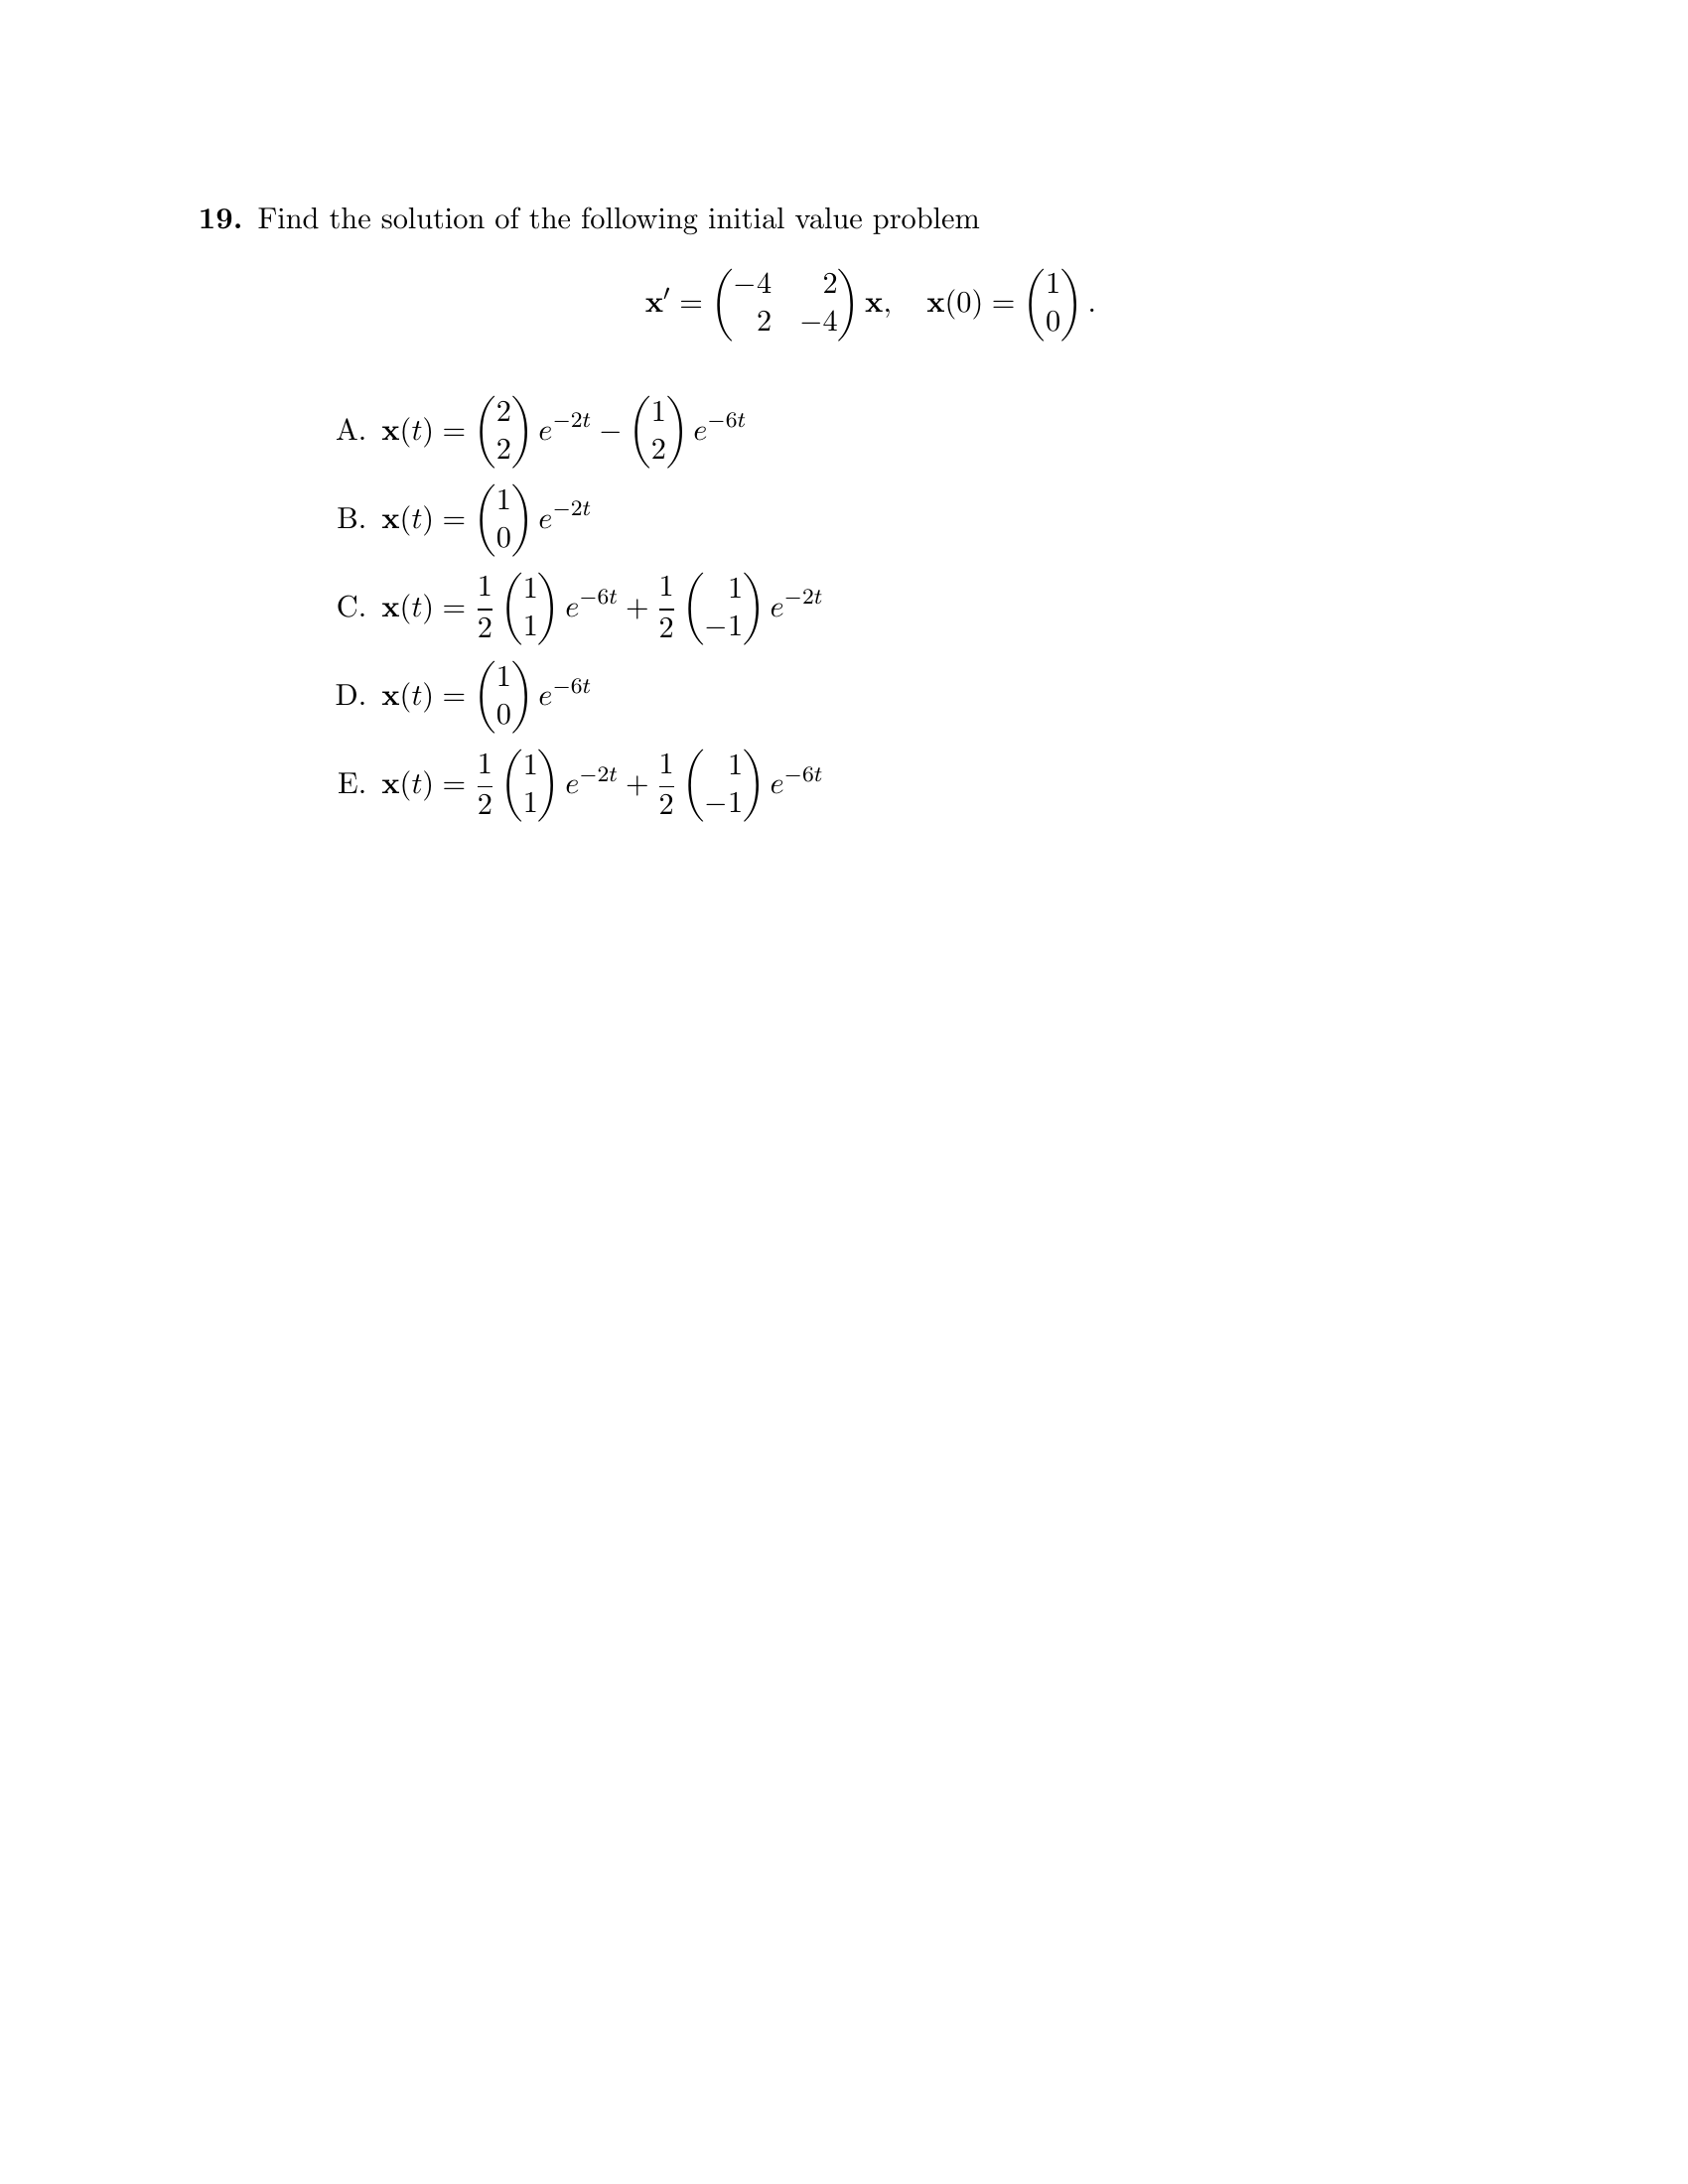 19. Find the solution of the following initial value problem
$$\mathbf{x}' = \begin{pmatrix} -4 & 2 \\ 2 & -4 \end{pmatrix} \mathbf{x}, \quad \mathbf{x}(0) = \begin{pmatrix} 1 \\ 0 \end{pmatrix}.$$
A. $\mathbf{x}(t) = \begin{pmatrix} 2 \\ 2 \end{pmatrix} e^{-2t} - \begin{pmatrix} 1 \\ 2 \end{pmatrix} e^{-6t}$
B. $\mathbf{x}(t) = \begin{pmatrix} 1 \\ 0 \end{pmatrix} e^{-2t}$
C. $\mathbf{x}(t) = \frac{1}{2} \begin{pmatrix} 1 \\ 1 \end{pmatrix} e^{-6t} + \frac{1}{2} \begin{pmatrix} 1 \\ -1 \end{pmatrix} e^{-2t}$
D. $\mathbf{x}(t) = \begin{pmatrix} 1 \\ 0 \end{pmatrix} e^{-6t}$
E. $\mathbf{x}(t) = \frac{1}{2} \begin{pmatrix} 1 \\ 1 \end{pmatrix} e^{-2t} + \frac{1}{2} \begin{pmatrix} 1 \\ -1 \end{pmatrix} e^{-6t}$